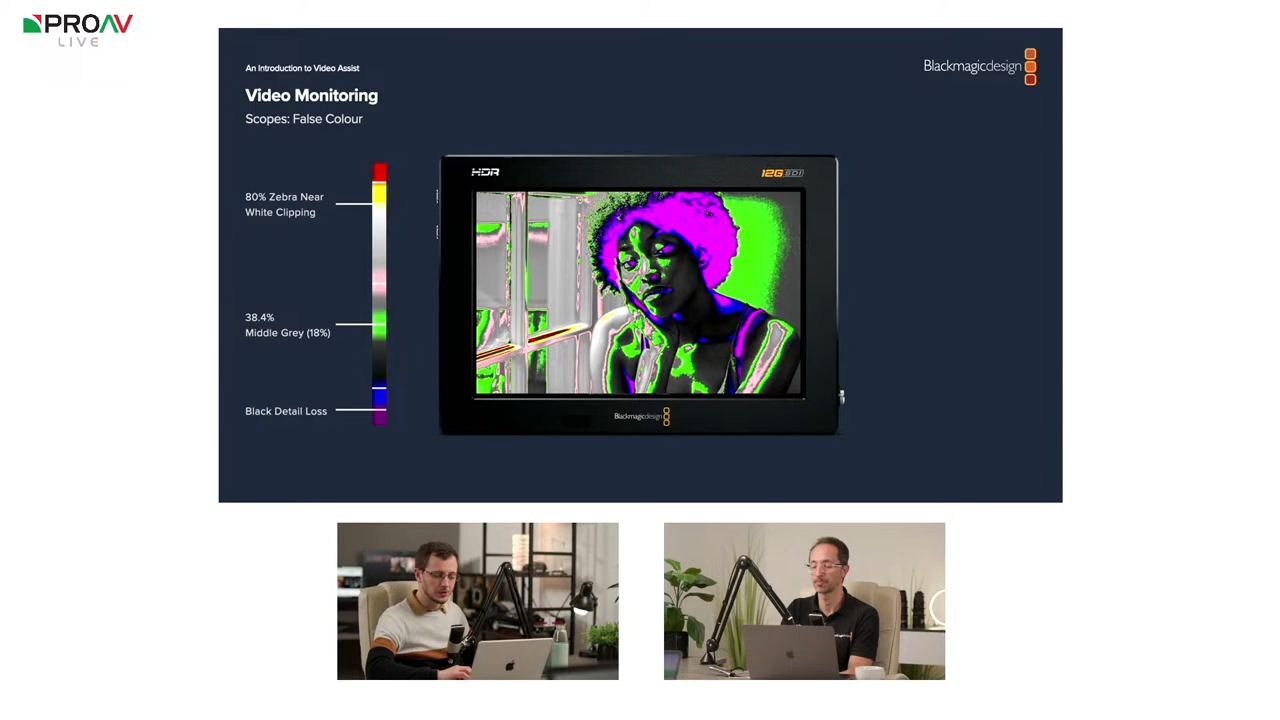 PROAV
LIVE
An Introduction to Video Assist
Blackmagicdesign
Video Monitoring
Scopes: False Colour
80% Zebra Near
White Clipping
38.4%
Middle Grey (18%)
Black Detail Loss
HDR
12G SDI
Blackmagicdesign